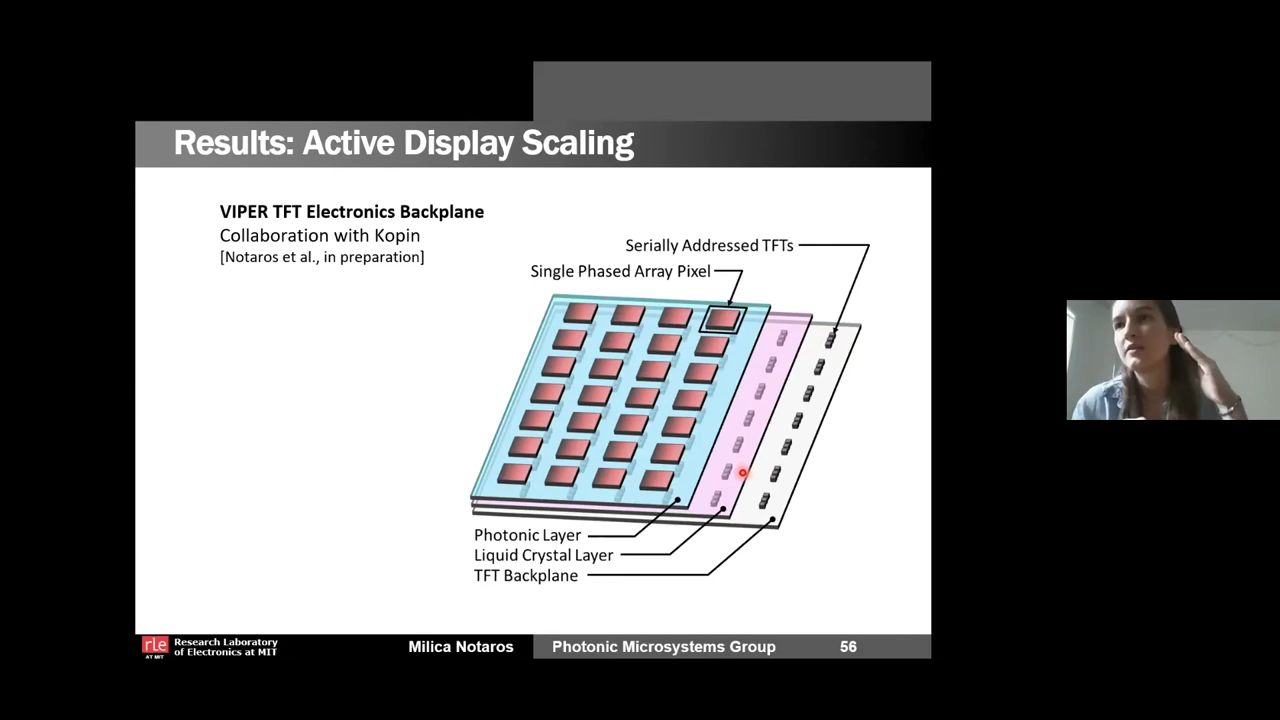 Results: Active Display Scaling
VIPER TFT Electronics Backplane
Collaboration with Kopin
[Notaros et al., in preparation]
Serially Addressed TFTs
Single Phased Array Pixel
Photonic Layer
Liquid Crystal Layer
TFT Backplane
rLe
AT MIT
Research Laboratory
of Electronics at MIT
Milica Notaros
Photonic Microsystems Group
56